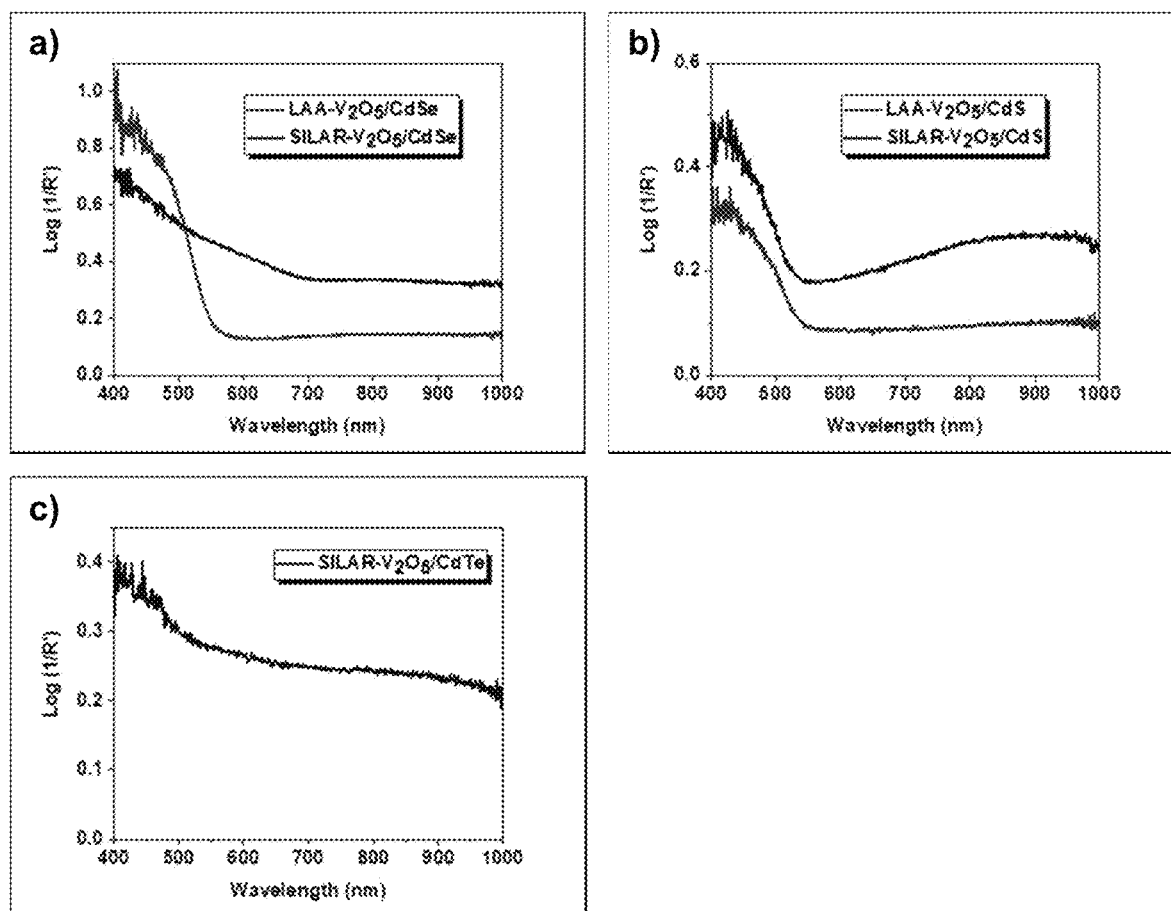 a)
1.0
0.8
0.6
0.4
0.2
0.0
Log (1/R')
LAA-V2O5/CdSe
SILAR-V2O5/CdSe
400 500 600 700 800 900 1000
Wavelength (nm)
b)
0.6
0.4
0.2
0.0
Log (1/R')
LAA-V2O5/CdS
SILAR-V2O5/CdS
400 500 600 700 800 900 1000
Wavelength (nm)
c)
0.4
0.3
0.2
0.1
0.0
Log (1/R')
SILAR-V2O5/CdTe
400 500 600 700 800 900 1000
Wavelength (nm)